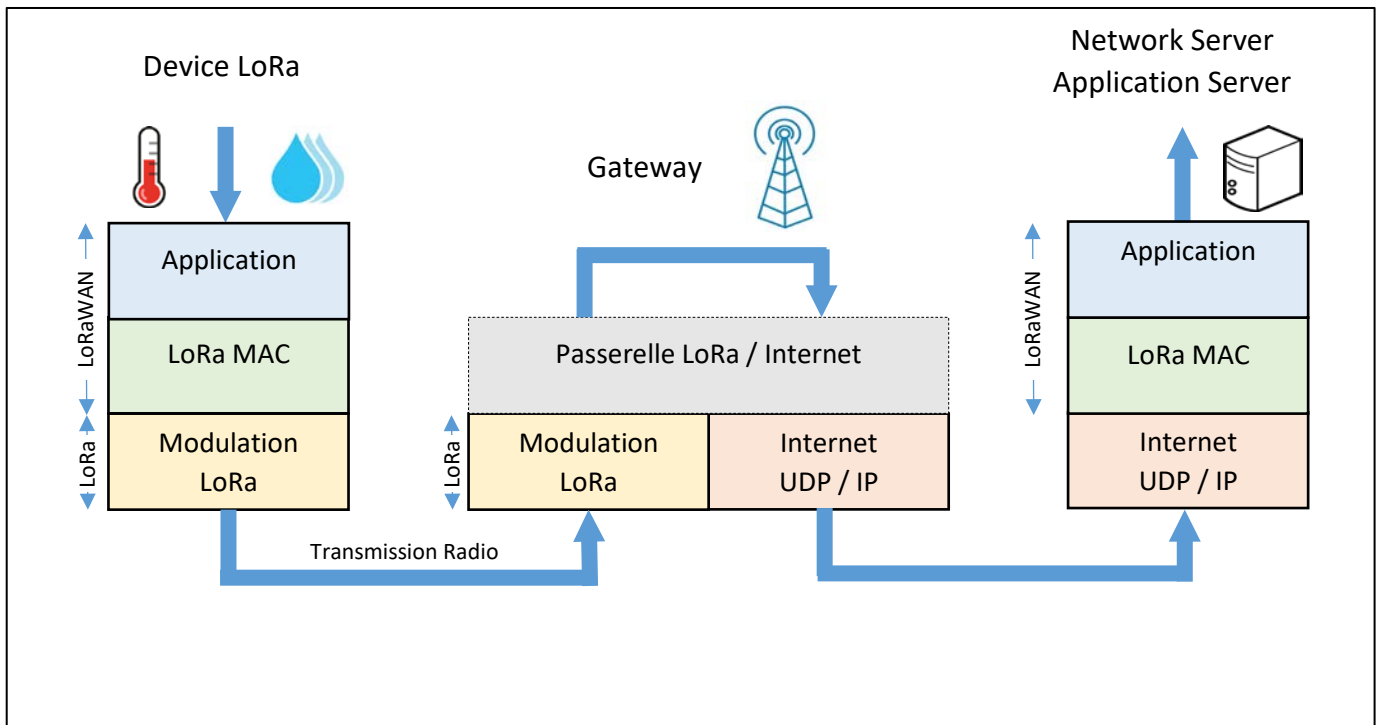 Device LoRa
Network Server
Application Server
Gateway
LoRaWAN
Application
LoRa MAC
LoRa
Modulation
LoRa
Passerelle LoRa / Internet
LoRa
Modulation
LoRa
Internet
UDP / IP
LoRaWAN
Application
LoRa MAC
Internet
UDP / IP
Transmission Radio